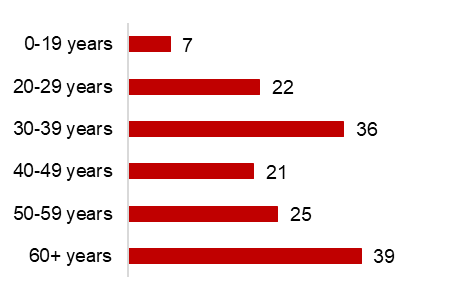 0-19 years 7
20-29 years 22
30-39 years 36
40-49 years 21
50-59 years 25
60+ years 39